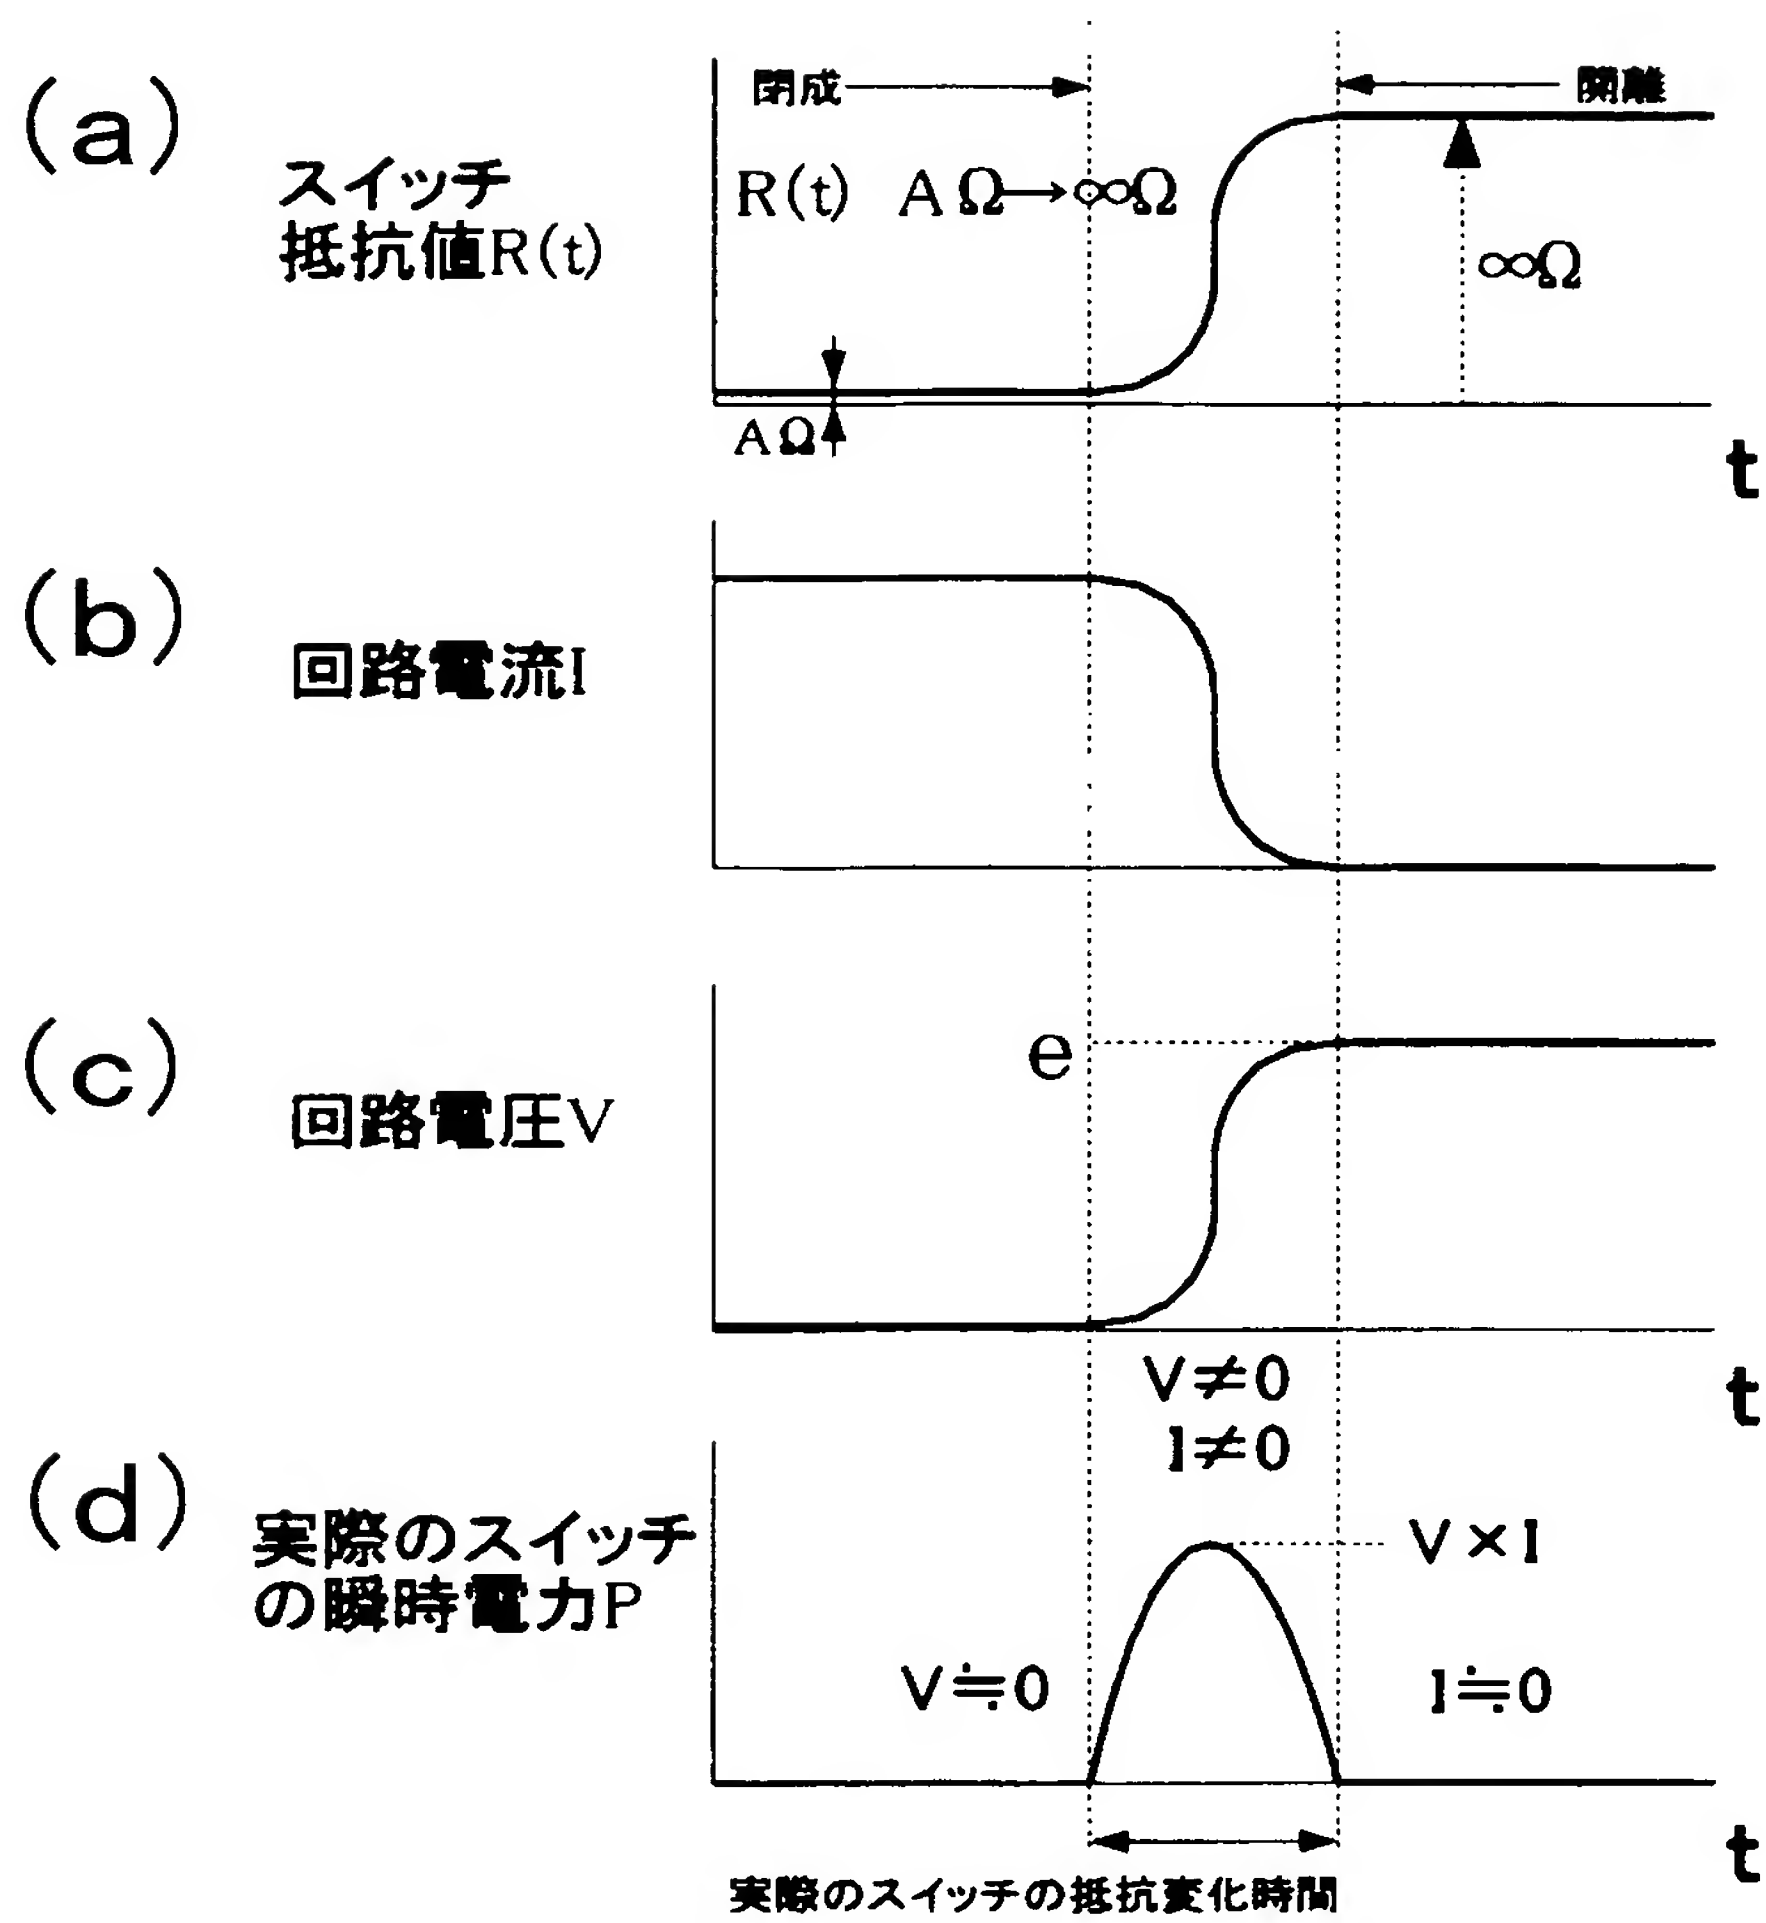 (a)
閉成
開離
スイッチ
抵抗値R(t)
R(t) AΩ→∞Ω
∞Ω
AΩ
t
(b)
回路電流I
(c)
e
回路電圧V
V≠0
I≠0
t
(d)
実際のスイッチ
の瞬時電力P
V×I
V≒0
I≒0
t
実際のスイッチの抵抗変化時間